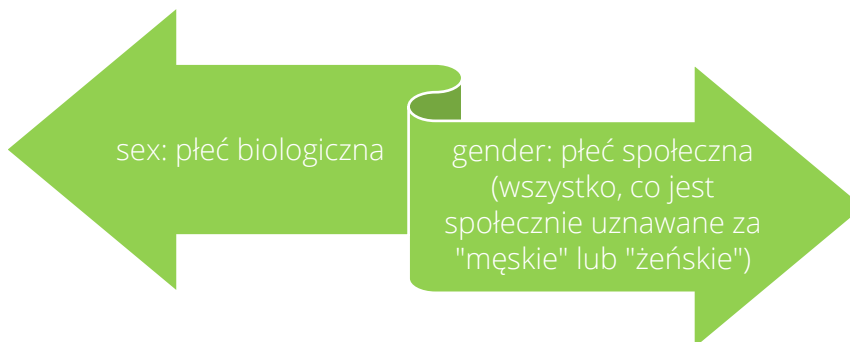 sex: płeć biologiczna
gender: płeć społeczna
(wszystko, co jest
społecznie uznawane za
"męskie" lub "żeńskie")